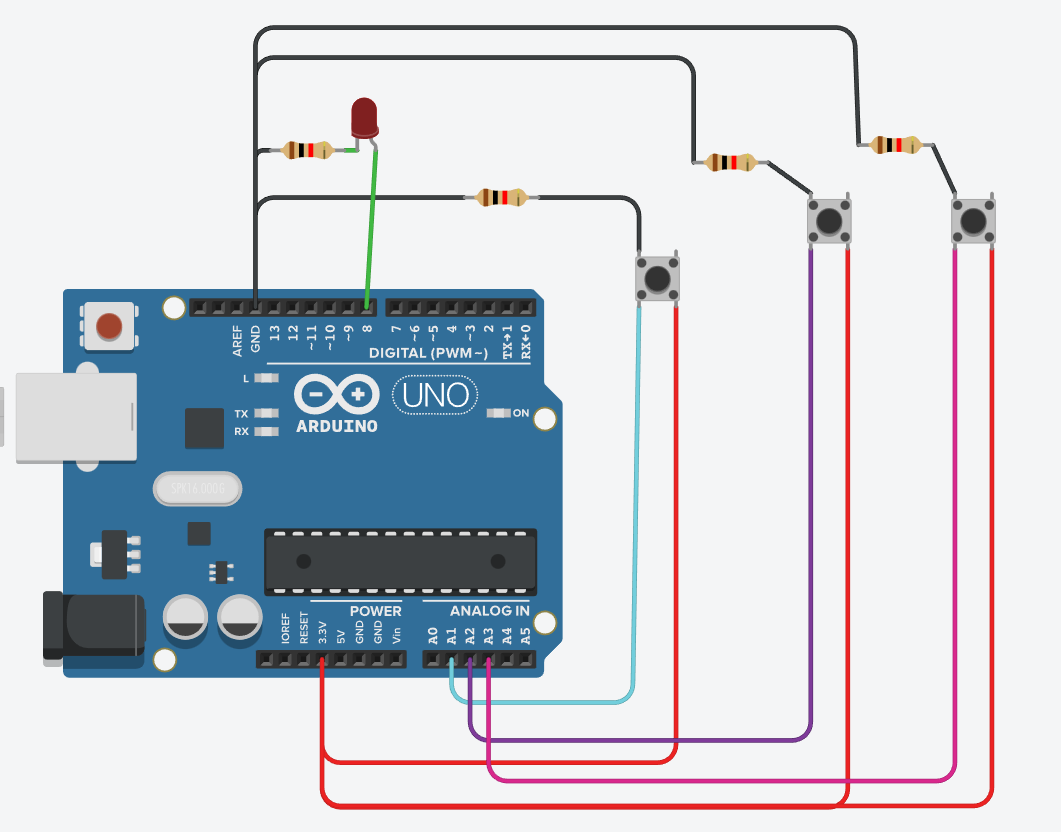 AREF
GND
13
12
~11
~10
~9
8
7
~6
~5
4
~3
2
TX→1
RX←0
DIGITAL (PWM~)
L
TX
RX
ARDUINO
UNO
ON
SPK16.000G
POWER
ANALOG IN
IOREF
RESET
3.3V
5V
GND
GND
Vin
A0
A1
A2
A3
A4
A5